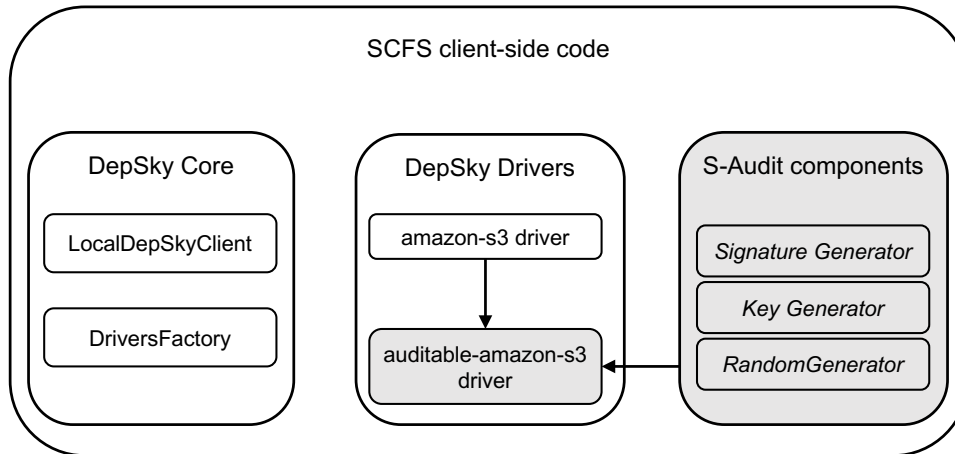 SCFS client-side code
DepSky Core
LocalDepSkyClient
DriversFactory
DepSky Drivers
amazon-s3 driver
auditable-amazon-s3
driver
S-Audit components
Signature Generator
Key Generator
RandomGenerator